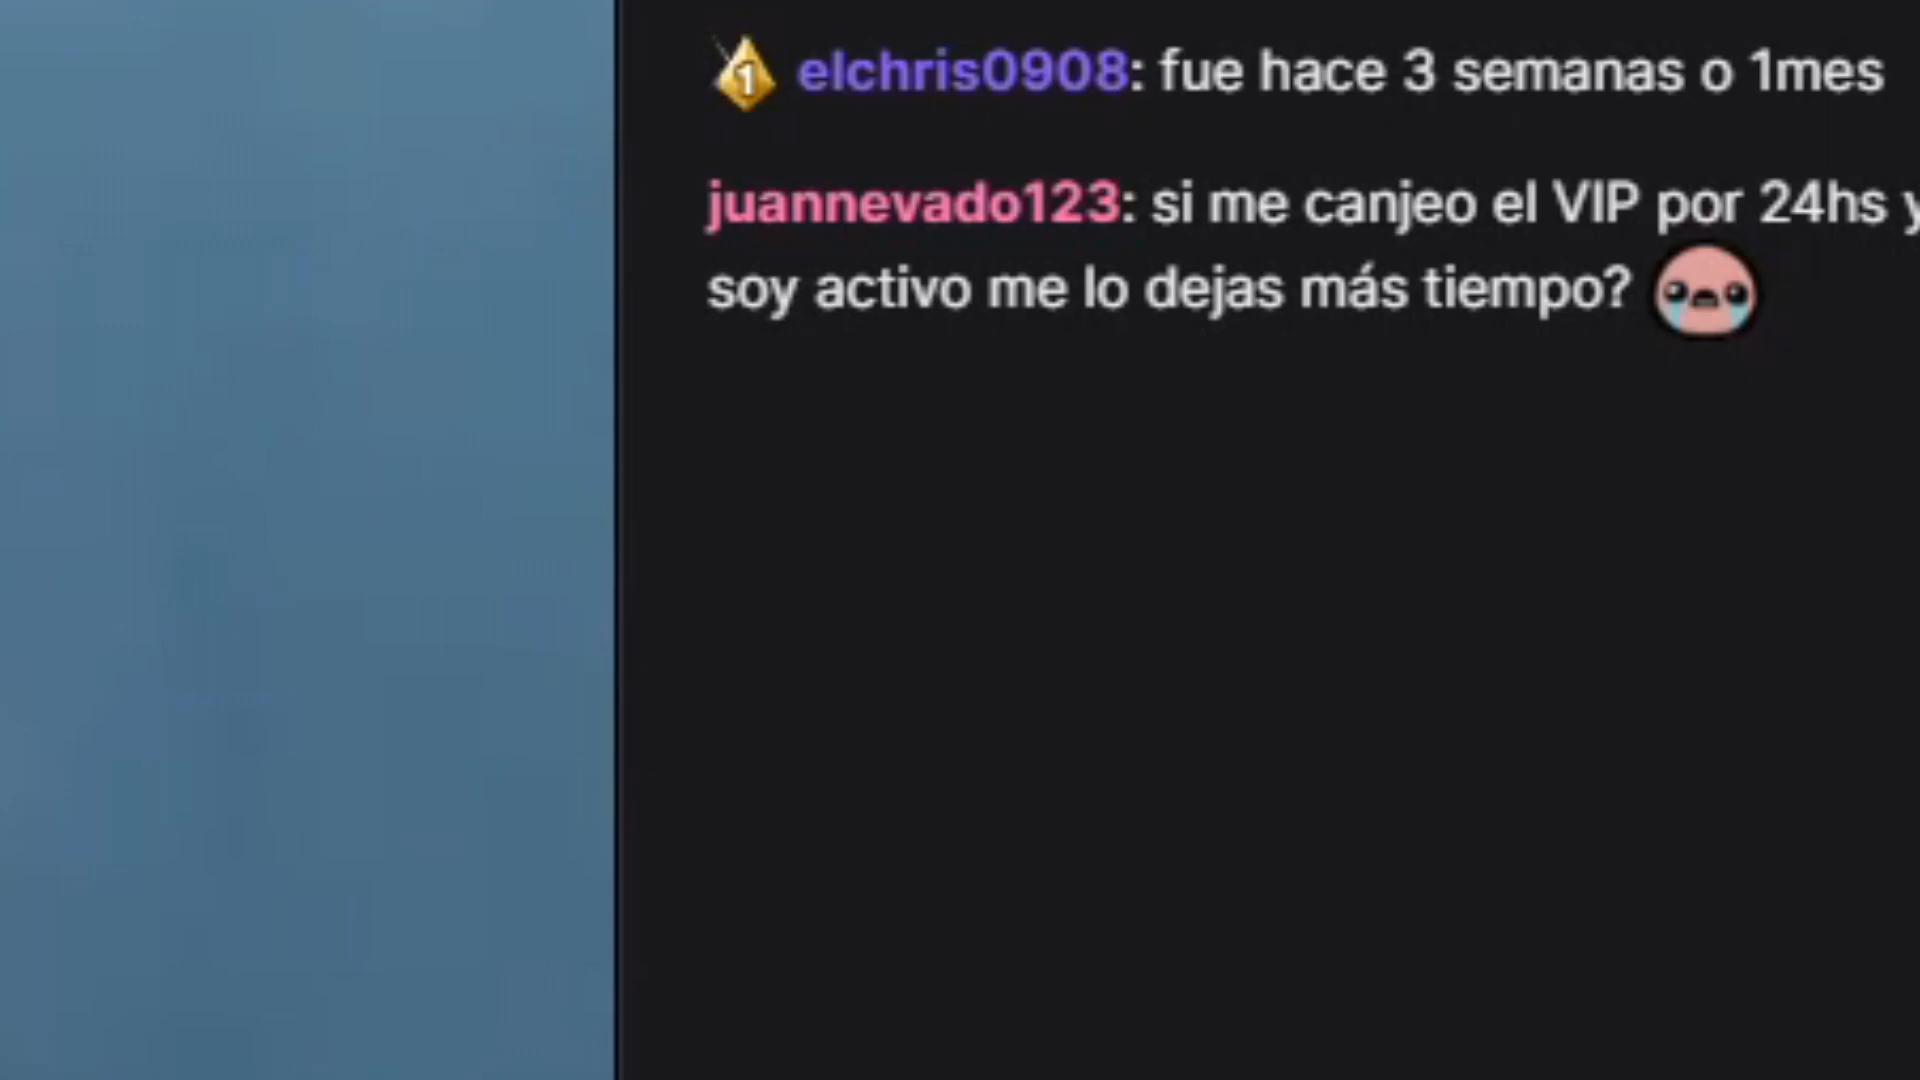 1 elchris0908: fue hace 3 semanas o 1mes
juannevado123: si me canjeo el VIP por 24hs y
soy activo me lo dejas más tiempo?